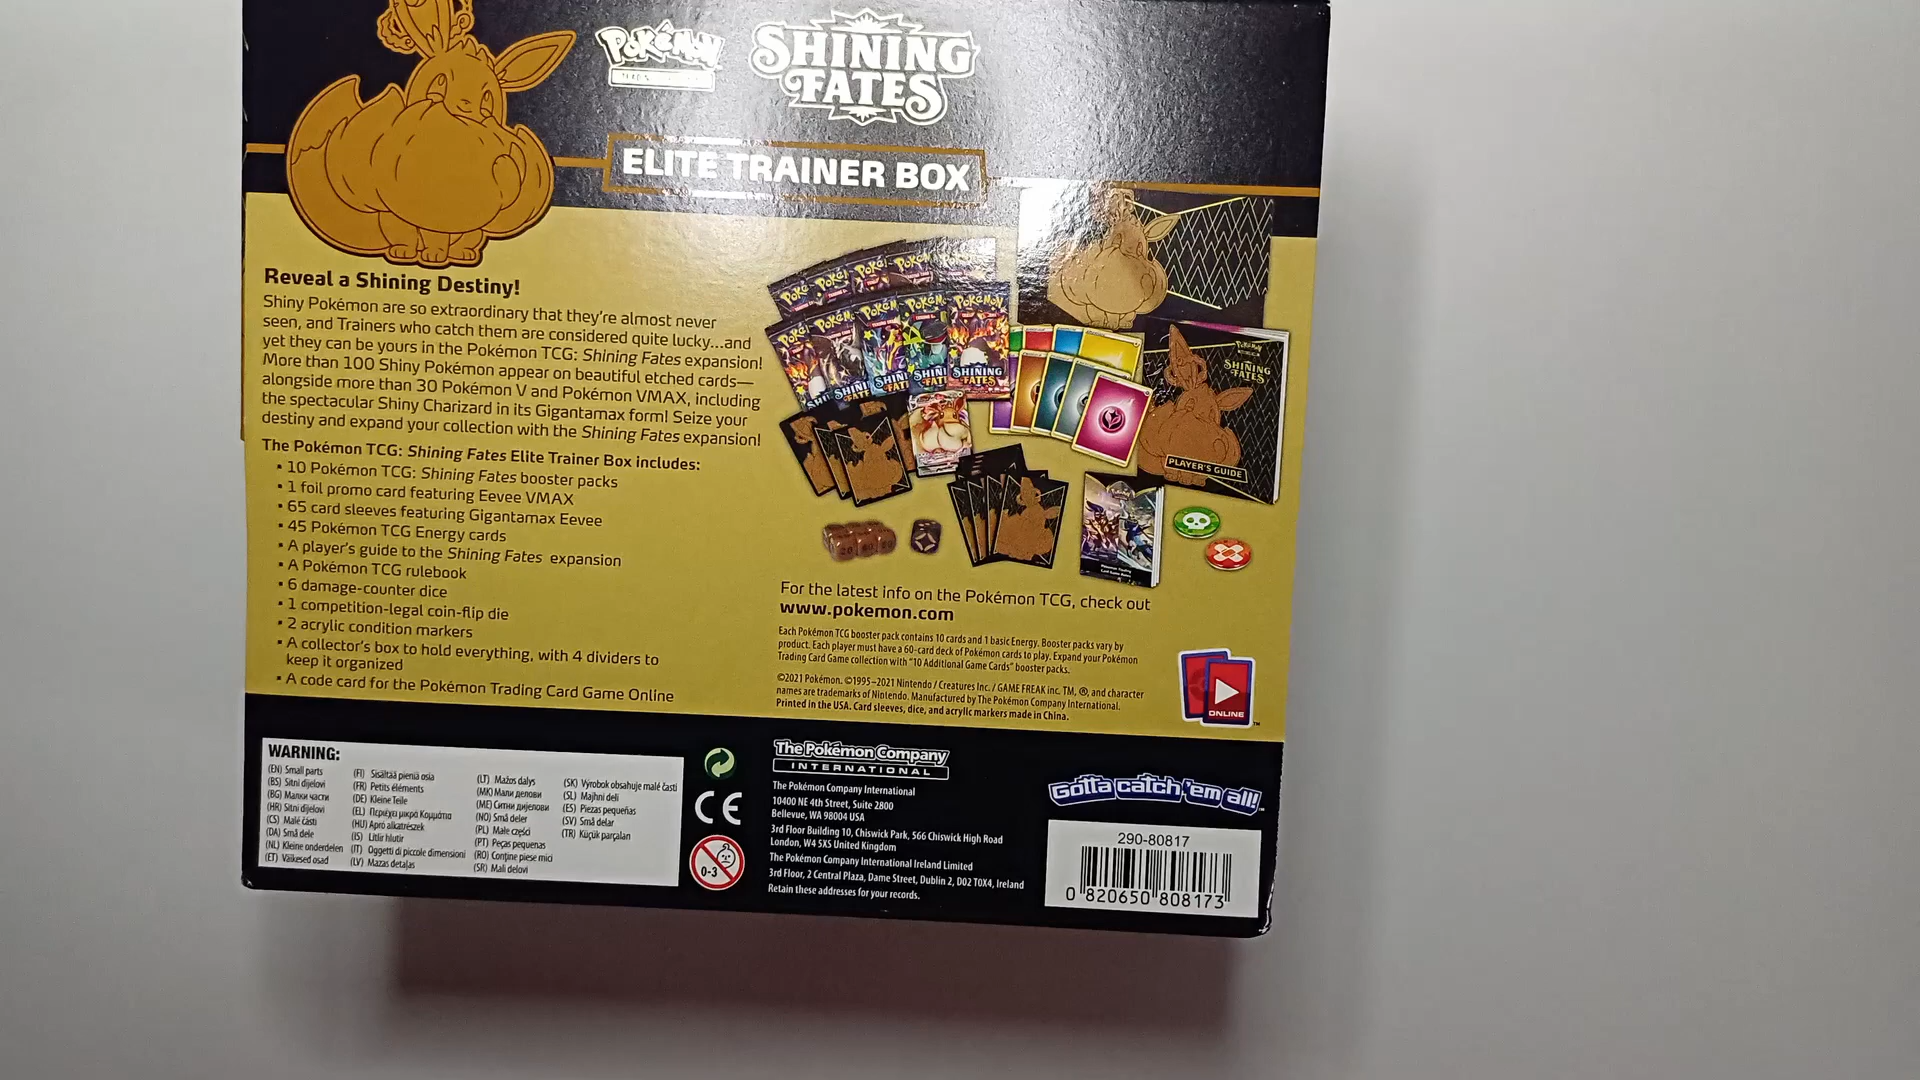 POKéMON
SHINING
FATES
ELITE TRAINER BOX
Reveal a Shining Destiny!
Shiny Pokémon are so extraordinary that they're almost never
seen, and Trainers who catch them are considered quite lucky...and
yet they can be yours in the Pokémon TCG: Shining Fates expansion!
More than 100 Shiny Pokémon appear on beautiful etched cards—
alongside more than 30 Pokémon V and Pokémon VMAX, including
the spectacular Shiny Charizard in its Gigantamax form! Seize your
destiny and expand your collection with the Shining Fates expansion!
The Pokémon TCG: Shining Fates Elite Trainer Box includes:
▪ 10 Pokémon TCG: Shining Fates booster packs
▪ 1 foil promo card featuring Eevee VMAX
▪ 65 card sleeves featuring Gigantamax Eevee
▪ 45 Pokémon TCG Energy cards
▪ A player's guide to the Shining Fates expansion
▪ A Pokémon TCG rulebook
▪ 6 damage-counter dice
▪ 1 competition-legal coin-flip die
▪ 2 acrylic condition markers
▪ A collector's box to hold everything, with 4 dividers to
keep it organized
▪ A code card for the Pokémon Trading Card Game Online
POKéMON
SHINING
FATES
SHINING
FATES
PLAYER'S GUIDE
For the latest info on the Pokémon TCG, check out
www.pokemon.com
Each Pokémon TCG booster pack contains 10 cards and 1 basic Energy. Booster packs vary by
product. Each player must have a 60-card deck of Pokémon cards to play. Expand your Pokémon
Trading Card Game collection with "10 Additional Game Cards" booster packs.
©2021 Pokémon. ©1995–2021 Nintendo / Creatures Inc. / GAME FREAK inc. TM, ®, and character
names are trademarks of Nintendo. Manufactured by The Pokémon Company International.
Printed in the USA. Card sleeves, dice, and acrylic markers made in China.
ONLINE
WARNING:
(EN) Small parts
(BS) Sitni dijelovi
(BG) Малки части
(HR) Sitni dijelovi
(CS) Malé části
(DA) Små dele
(NL) Kleine onderdelen
(ET) Väikesed osad
(FI) Sisältää pieniä osia
(FR) Petits éléments
(DE) Kleine Teile
(EL) Περιέχει μικρά Κομμάτια
(HU) Apró alkatrészek
(IS) Litlir hlutir
(IT) Oggetti di piccole dimensioni
(LV) Mazas detaļas
(LT) Mažos dalys
(MK) Мали делови
(ME) Ситни дијелови
(NO) Små deler
(PL) Małe części
(PT) Peças pequenas
(RO) Conține piese mici
(SR) Mali delovi
(SK) Výrobok obsahuje malé časti
(SL) Majhni deli
(ES) Piezas pequeñas
(SV) Små delar
(TR) Küçük parçaları
CE
0-3
The Pokémon Company
INTERNATIONAL
The Pokémon Company International
10400 NE 4th Street, Suite 2800
Bellevue, WA 98004 USA
3rd Floor Building 10, Chiswick Park, 566 Chiswick High Road
London, W4 5XS United Kingdom
The Pokémon Company International Ireland Limited
3rd Floor, 2 Central Plaza, Dame Street, Dublin 2, D02 T0X4, Ireland
Retain these addresses for your records.
Gotta catch 'em all!
290-80817
0 820650 808173